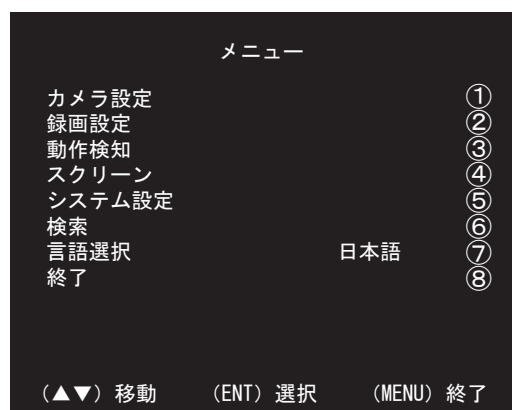 メニュー
カメラ設定 ①
録画設定 ②
動作検知 ③
スクリーン ④
システム設定 ⑤
検索 ⑥
言語選択 日本語 ⑦
終了 ⑧
(▲▼) 移動 (ENT) 選択 (MENU) 終了